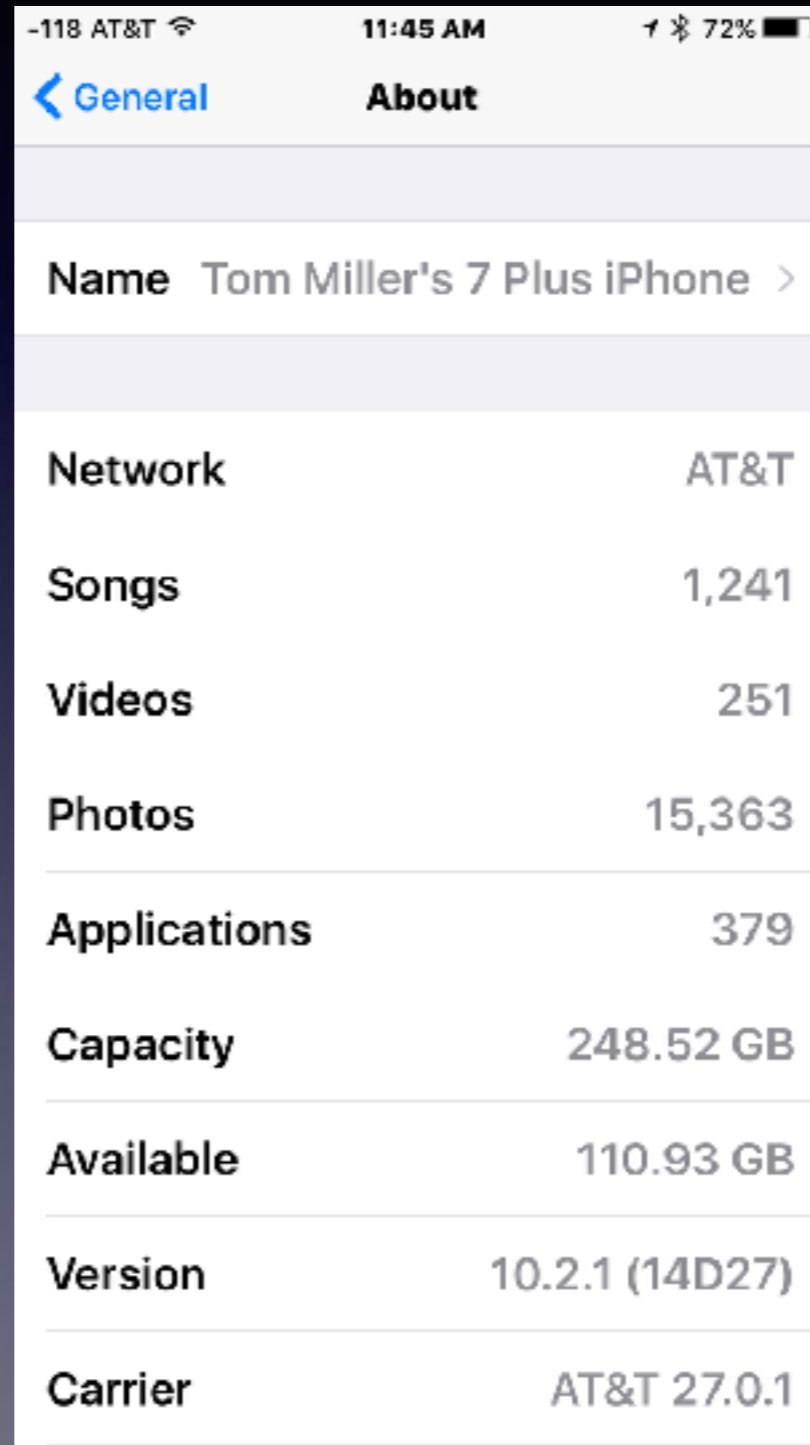 -118 AT&T 11:45 AM 72%
General About
Name Tom Miller's 7 Plus iPhone
Network AT&T
Songs 1,241
Videos 251
Photos 15,363
Applications 379
Capacity 248.52 GB
Available 110.93 GB
Version 10.2.1 (14D27)
Carrier AT&T 27.0.1